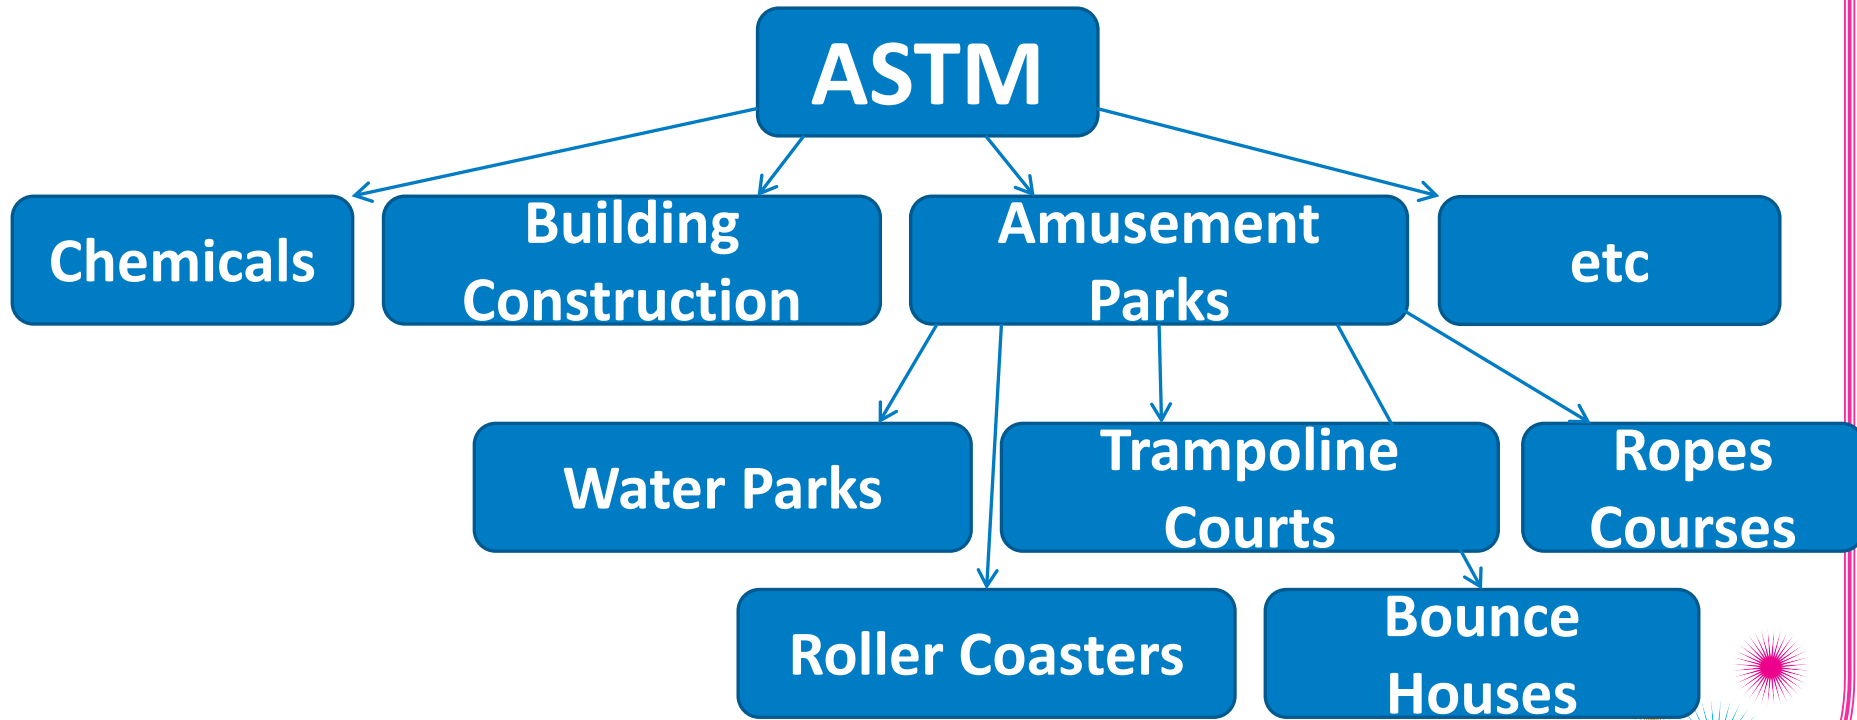 ASTM
Chemicals
Building
Construction
Amusement
Parks
etc
Water Parks
Trampoline
Courts
Ropes
Courses
Roller Coasters
Bounce
Houses